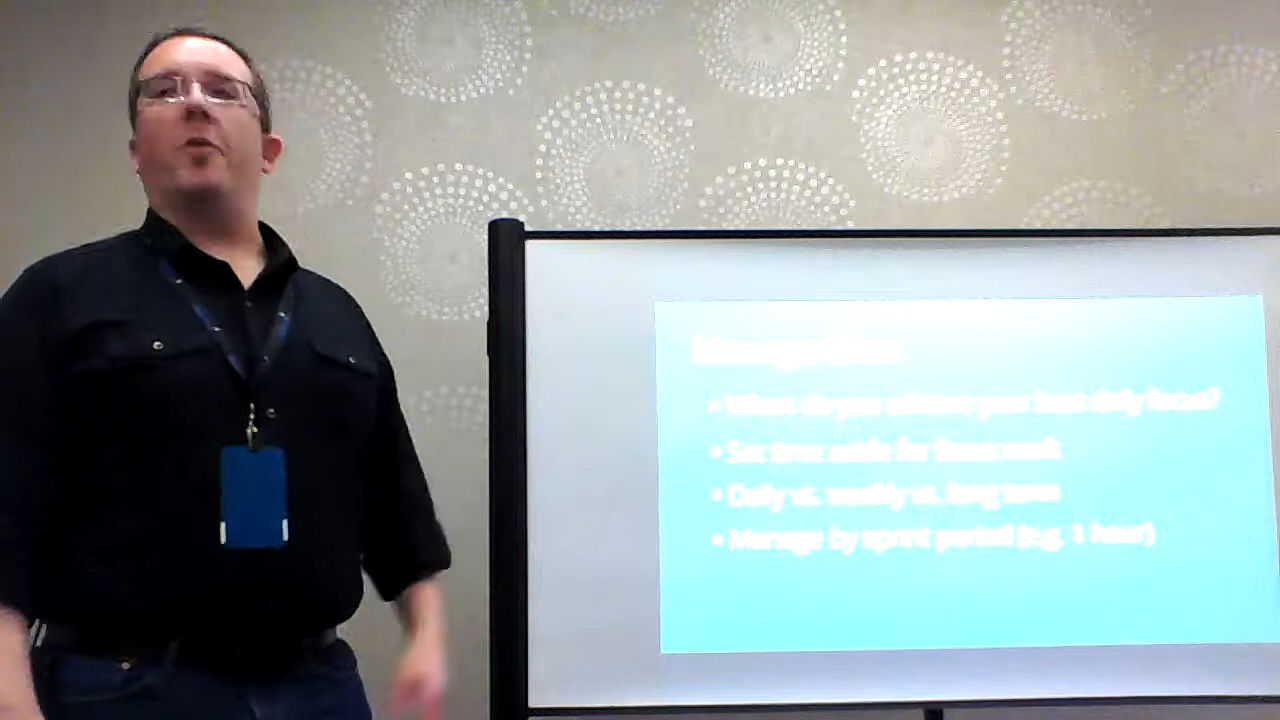 Manage
• When do you achieve your best daily focus?
• Set time aside for focus work
• Daily vs. weekly vs. long term
• Manage by sprint period (e.g. 1 hour)